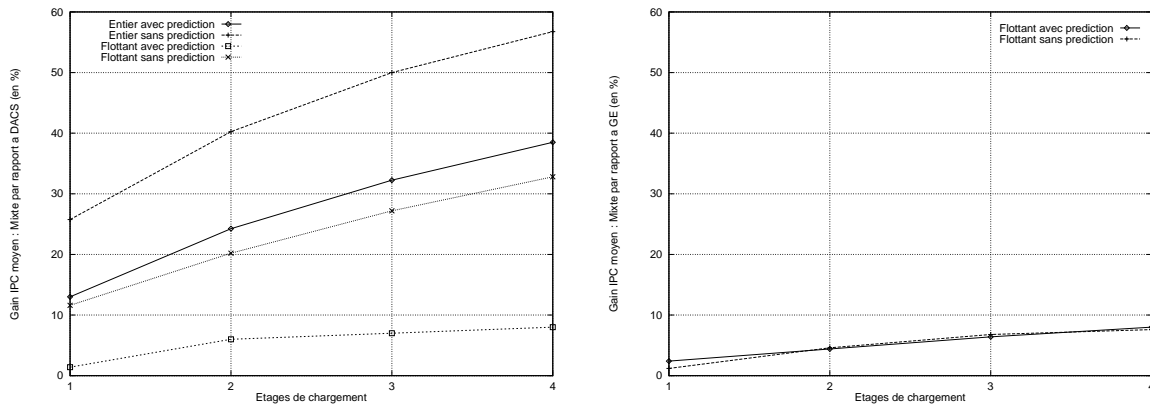 Gain IPC moyen : Mixte par rapport a DACS (en %)
60
50
40
30
20
10
0
Entier avec prediction
Entier sans prediction
Flottant avec prediction
Flottant sans prediction
1
2
3
4
Etages de chargement
Gain IPC moyen : Mixte par rapport a GE (en %)
60
50
40
30
20
10
0
Flottant avec prediction
Flottant sans prediction
1
2
3
4
Etages de chargement